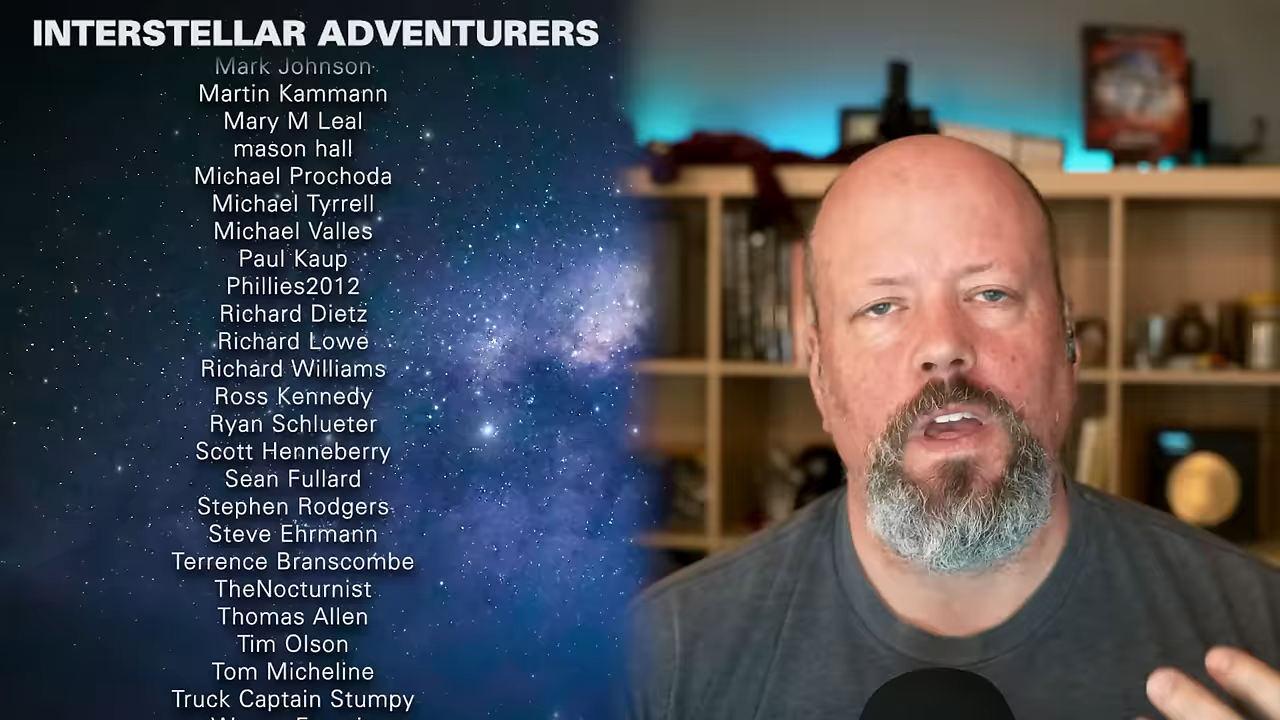 INTERSTELLAR ADVENTURERS
Mark Johnson
Martin Kammann
Mary M Leal
mason hall
Michael Prochoda
Michael Tyrrell
Michael Valles
Paul Kaup
Phillies2012
Richard Dietz
Richard Lowe
Richard Williams
Ross Kennedy
Ryan Schlueter
Scott Henneberry
Sean Fullard
Stephen Rodgers
Steve Ehrmann
Terrence Branscombe
TheNocturnist
Thomas Allen
Tim Olson
Tom Micheline
Truck Captain Stumpy